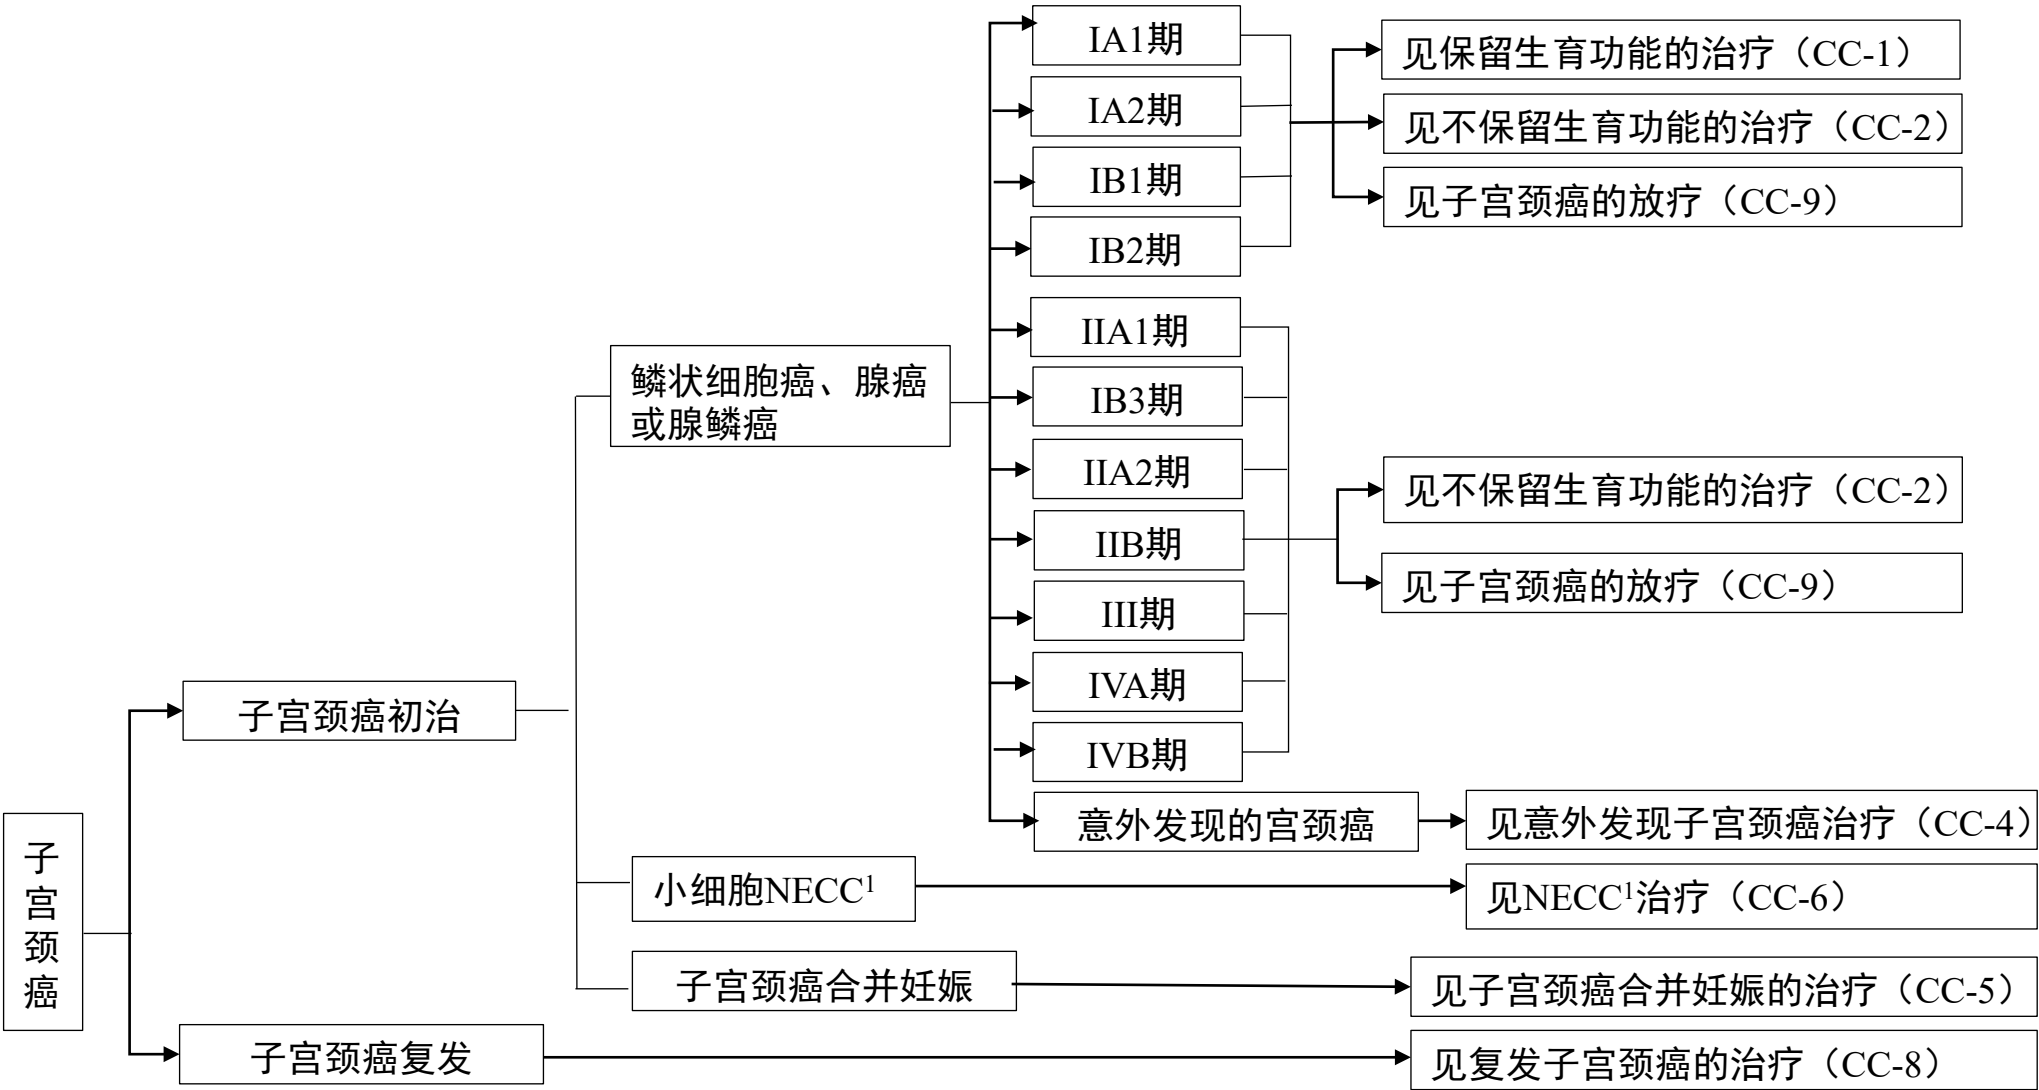 IA1期
见保留生育功能的治疗（CC-1）
IA2期
见不保留生育功能的治疗（CC-2）
IB1期
见子宫颈癌的放疗（CC-9）
IB2期
IIA1期
鳞状细胞癌、腺癌
或腺鳞癌
IB3期
IIA2期
见不保留生育功能的治疗（CC-2）
IIB期
见子宫颈癌的放疗（CC-9）
III期
IVA期
子宫颈癌初治
IVB期
意外发现的宫颈癌
见意外发现子宫颈癌治疗（CC-4）
子
宫
颈
癌
小细胞NECC¹
见NECC¹治疗（CC-6）
子宫颈癌合并妊娠
见子宫颈癌合并妊娠的治疗（CC-5）
子宫颈癌复发
见复发子宫颈癌的治疗（CC-8）